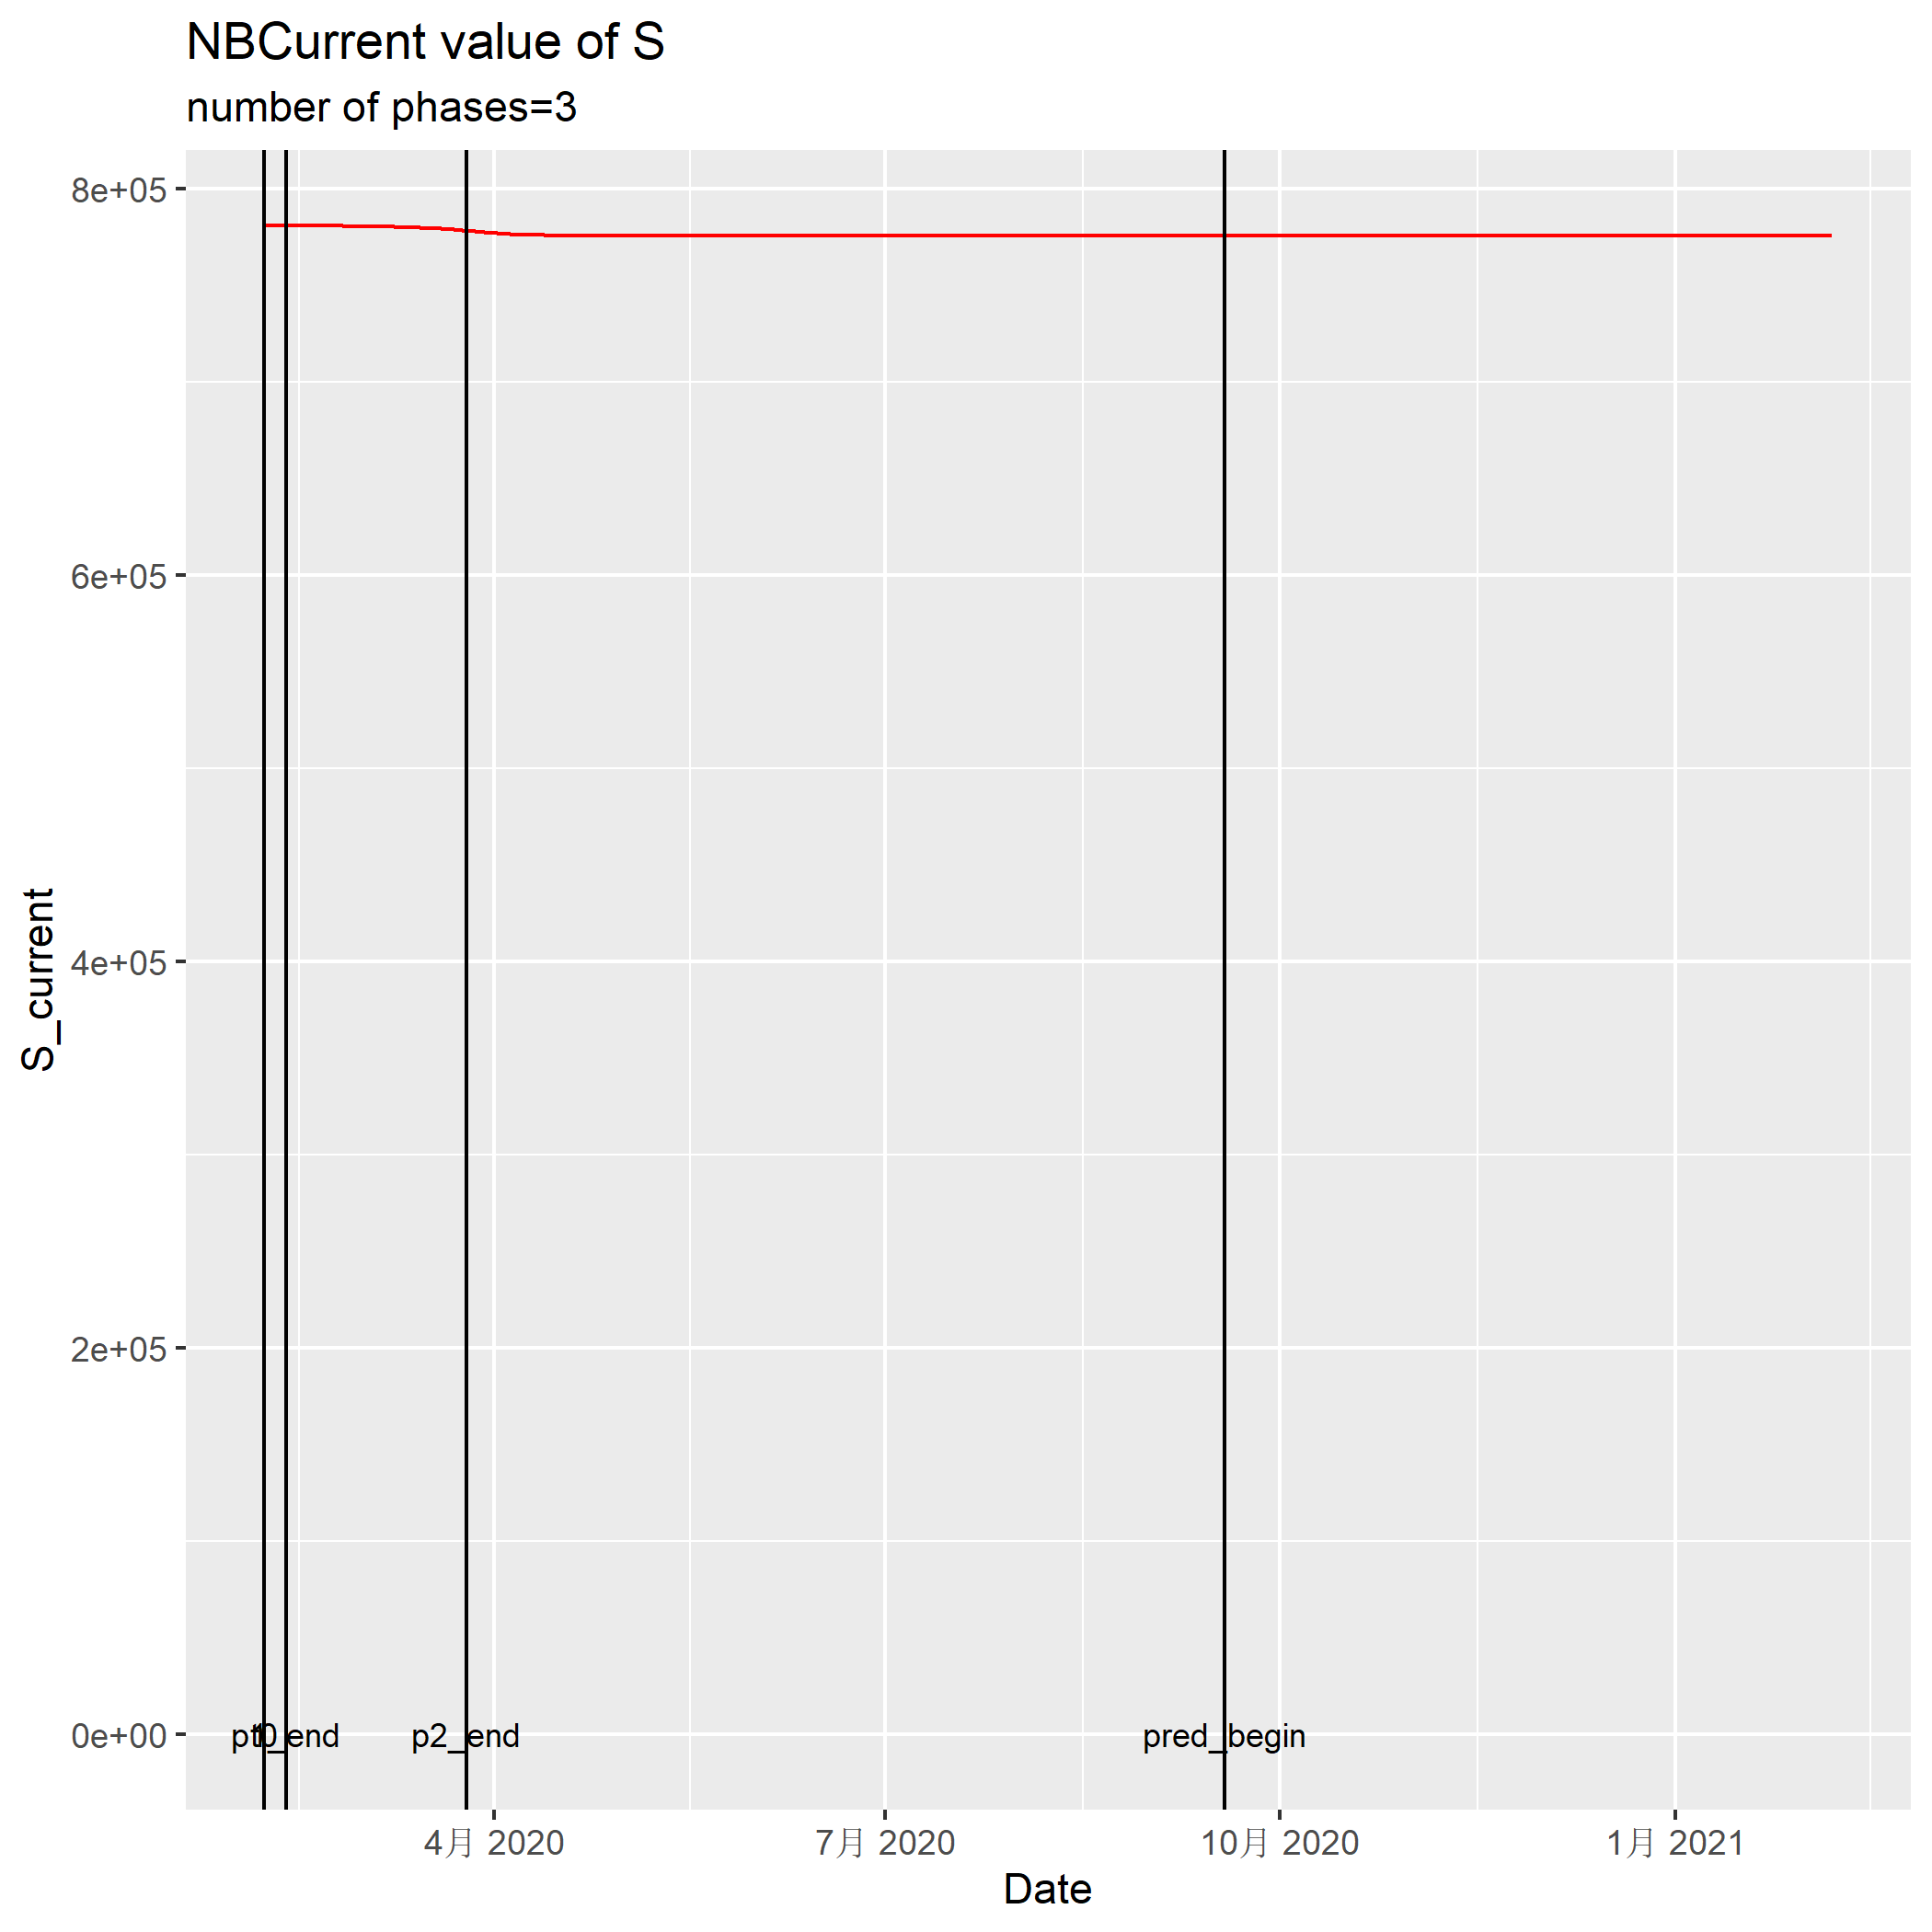 NBCurrent value of S
number of phases=3
8e+05
6e+05
4e+05
2e+05
0e+00
S_current
p2_end
pred_begin
4月 2020
7月 2020
10月 2020
1月 2021
Date